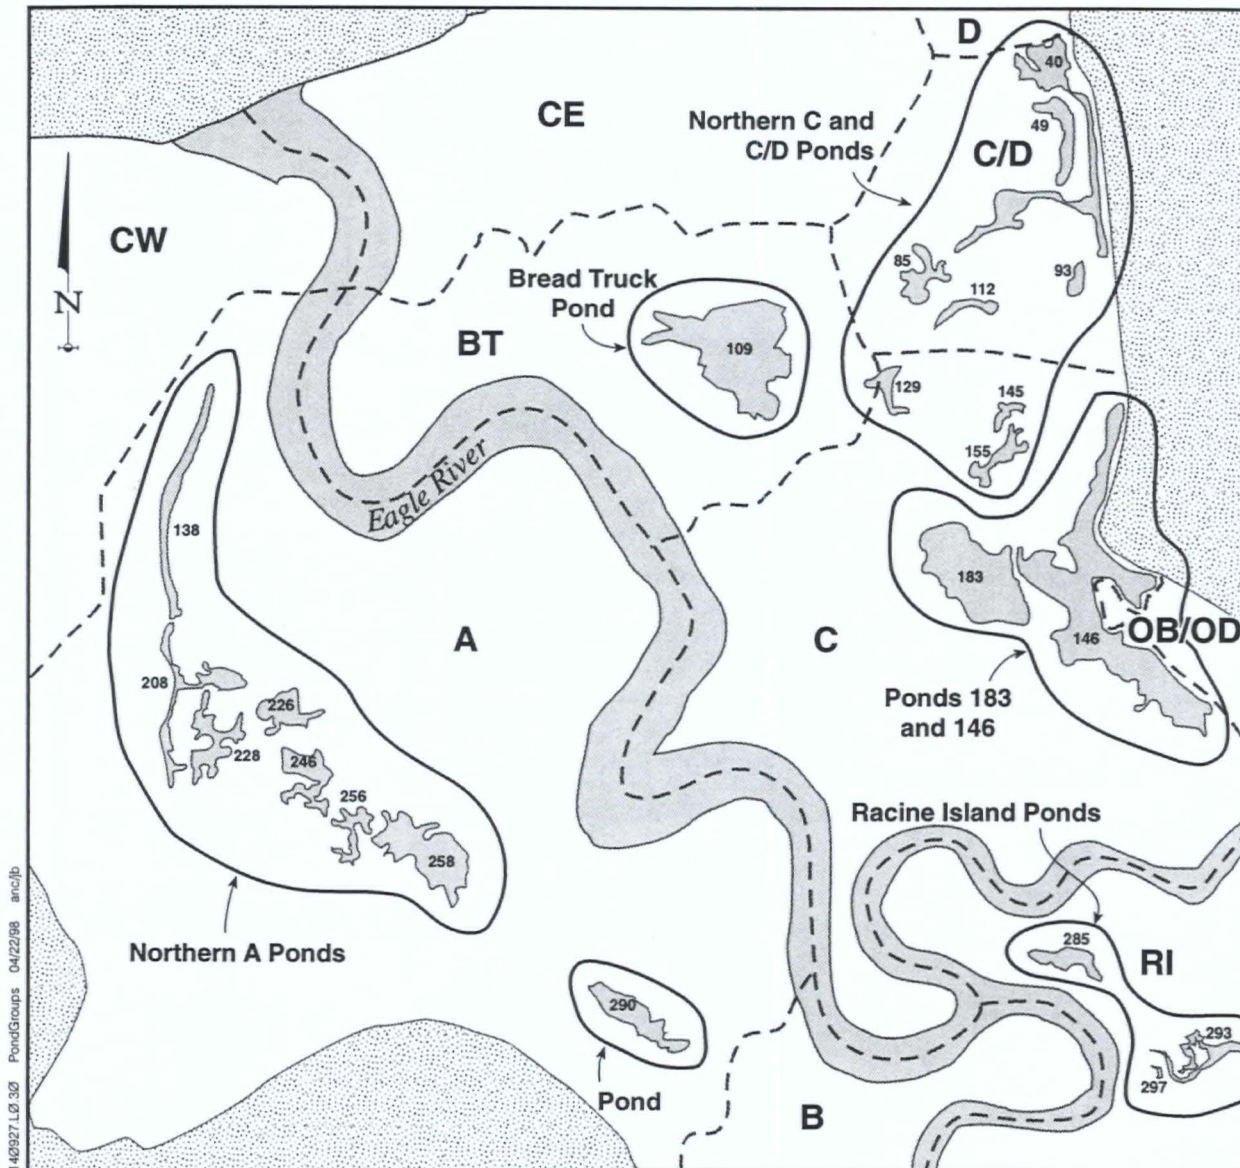 D
40
CE
Northern C and
C/D Ponds
49
C/D
CW
N
85
93
Bread Truck
Pond
112
BT
109
129
145
155
Eagle River
138
183
A
C
146
OB/OD
208
226
Ponds 183
and 146
228
246
256
Racine Island Ponds
258
285
Northern A Ponds
RI
290
293
297
Pond
B
140927.L0.30 PondGroups 04/22/98 anc/jb